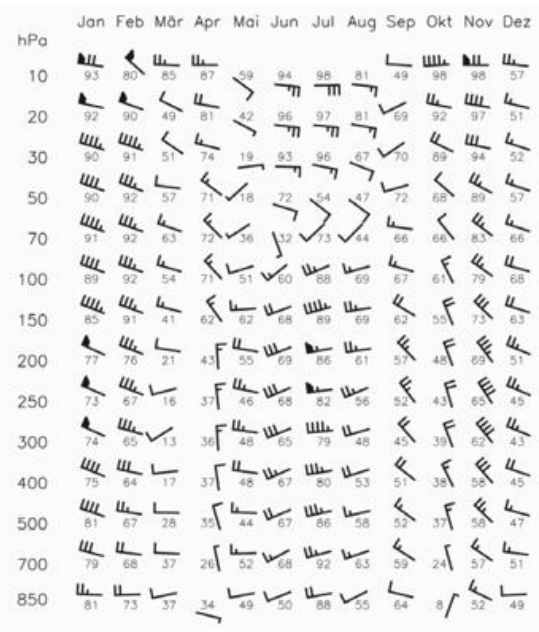 Jan Feb Mär Apr Mai Jun Jul Aug Sep Okt Nov Dez
hPa
10 93 80 85 87 59 94 98 81 49 98 98 57
20 92 90 49 81 42 96 97 81 69 92 97 51
30 90 91 51 74 19 93 96 67 70 89 94 52
50 90 92 57 71 18 72 54 47 72 68 89 57
70 91 92 63 72 36 32 73 44 66 66 83 66
100 89 92 54 71 51 60 88 69 67 61 79 68
150 85 91 41 62 62 68 89 69 62 55 73 63
200 77 76 21 43 55 69 86 61 57 48 69 51
250 73 67 16 37 46 68 82 56 52 43 65 45
300 74 65 13 36 48 65 79 48 45 39 62 43
400 75 64 17 37 48 67 80 53 51 38 58 45
500 81 67 28 35 44 67 86 58 52 37 58 47
700 79 68 37 26 52 68 92 63 59 24 57 51
850 81 73 37 34 49 50 88 55 64 8 52 49